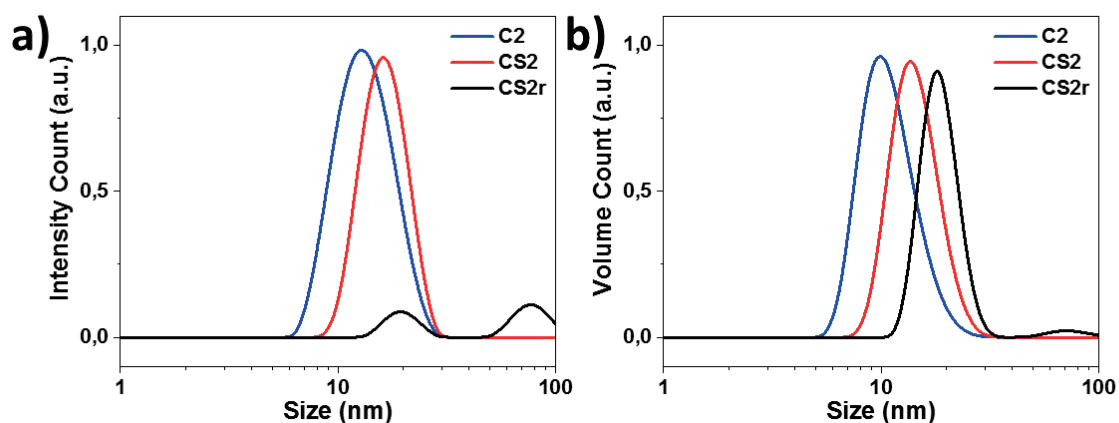 a)
Intensity Count (a.u.)
1,0
0,5
0,0
C2
CS2
CS2r
1
10
100
Size (nm)
b)
Volume Count (a.u.)
1,0
0,5
0,0
C2
CS2
CS2r
1
10
100
Size (nm)